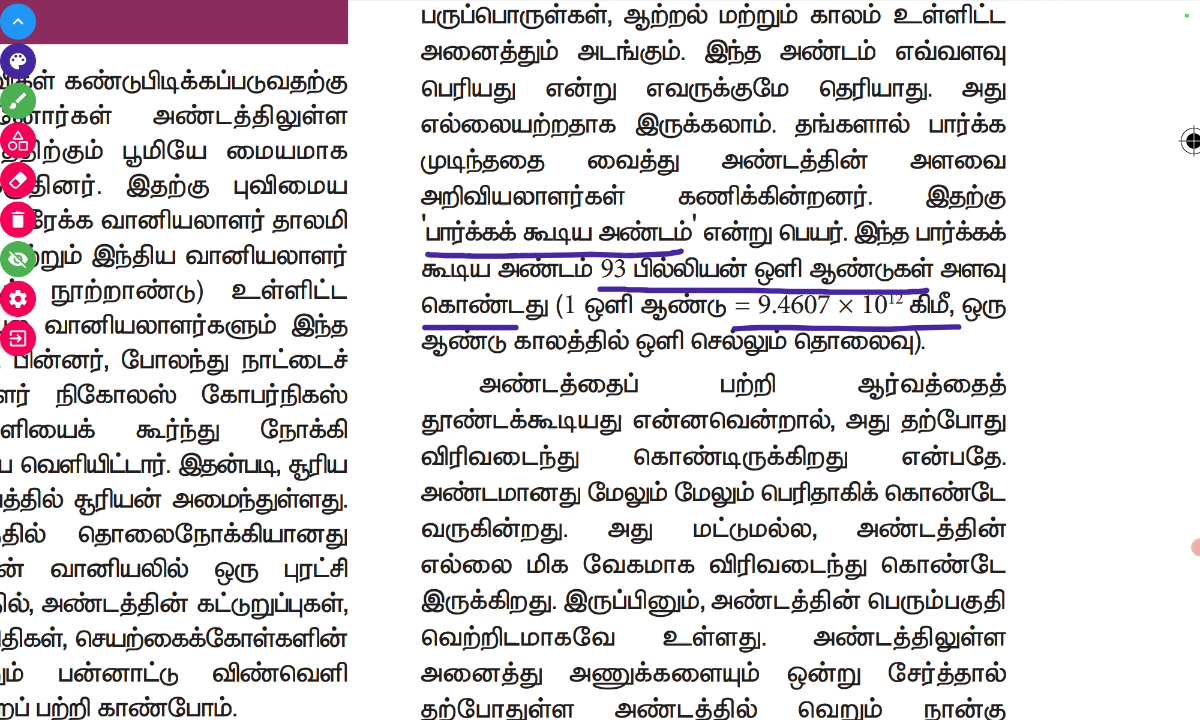 கண்டுபிடிக்கப்படுவதற்கு
அண்டத்திலுள்ள
பூமியே மையமாக
இதற்கு புவிமைய
வானியலாளர் தாலமி
இந்திய வானியலாளர்
நூற்றாண்டு) உள்ளிட்ட
வானியலாளர்களும் இந்த
பின்னர், போலந்து நாட்டைச்
நிகோலஸ் கோபர்நிகஸ்
கூர்ந்து நோக்கி
வெளியிட்டார். இதன்படி, சூரிய
சூரியன் அமைந்துள்ளது.
தொலைநோக்கியானது
வானியலில் ஒரு புரட்சி
அண்டத்தின் கட்டுறுப்புகள்,
செயற்கைக்கோள்களின்
பன்னாட்டு விண்வெளி
பற்றி காண்போம்.
பருப்பொருள்கள், ஆற்றல் மற்றும் காலம் உள்ளிட்ட
அனைத்தும் அடங்கும். இந்த அண்டம் எவ்வளவு
பெரியது என்று எவருக்குமே தெரியாது. அது
எல்லையற்றதாக இருக்கலாம். தங்களால் பார்க்க
முடிந்ததை வைத்து அண்டத்தின் அளவை
அறிவியலாளர்கள் கணிக்கின்றனர். இதற்கு
'பார்க்கக் கூடிய அண்டம்' என்று பெயர். இந்த பார்க்கக்
கூடிய அண்டம் 93 பில்லியன் ஒளி ஆண்டுகள் அளவு
கொண்டது (1 ஒளி ஆண்டு = 9.4607 × 10¹² கிமீ, ஒரு
ஆண்டு காலத்தில் ஒளி செல்லும் தொலைவு).
அண்டத்தைப் பற்றி ஆர்வத்தைத்
தூண்டக்கூடியது என்னவென்றால், அது தற்போது
விரிவடைந்து கொண்டிருக்கிறது என்பதே.
அண்டமானது மேலும் மேலும் பெரிதாகிக் கொண்டே
வருகின்றது. அது மட்டுமல்ல, அண்டத்தின்
எல்லை மிக வேகமாக விரிவடைந்து கொண்டே
இருக்கிறது. இருப்பினும், அண்டத்தின் பெரும்பகுதி
வெற்றிடமாகவே உள்ளது. அண்டத்திலுள்ள
அனைத்து அணுக்களையும் ஒன்று சேர்த்தால்
தற்போதுள்ள அண்டத்தில் வெறும் நான்கு